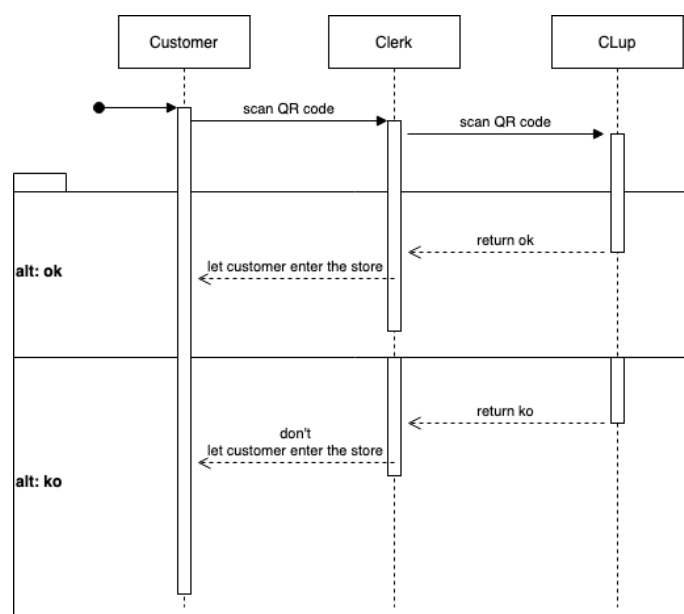 Customer
Clerk
CLup
scan QR code
scan QR code
return ok
let customer enter the store
alt: ok
return ko
don't
let customer enter the store
alt: ko